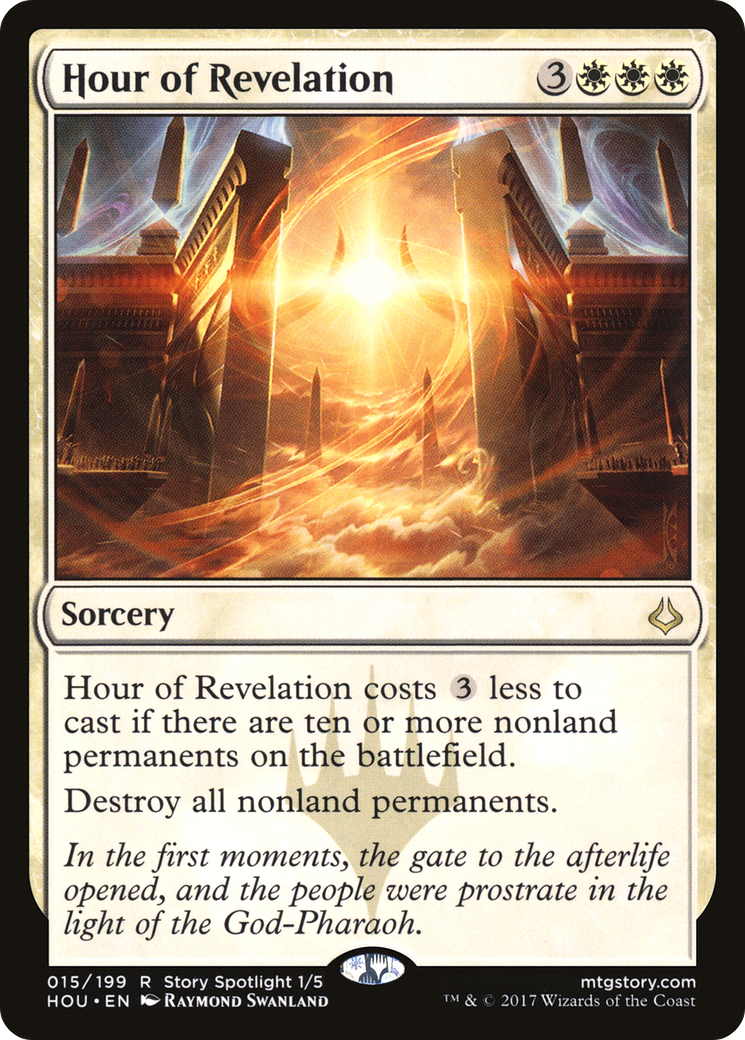 Hour of Revelation 3
Sorcery
Hour of Revelation costs 3 less to
cast if there are ten or more nonland
permanents on the battlefield.
Destroy all nonland permanents.
In the first moments, the gate to the afterlife
opened, and the people were prostrate in the
light of the God-Pharaoh.
015/199 R Story Spotlight 1/5
mtgstory.com
HOU • EN Raymond Swanland
™ & © 2017 Wizards of the Coast